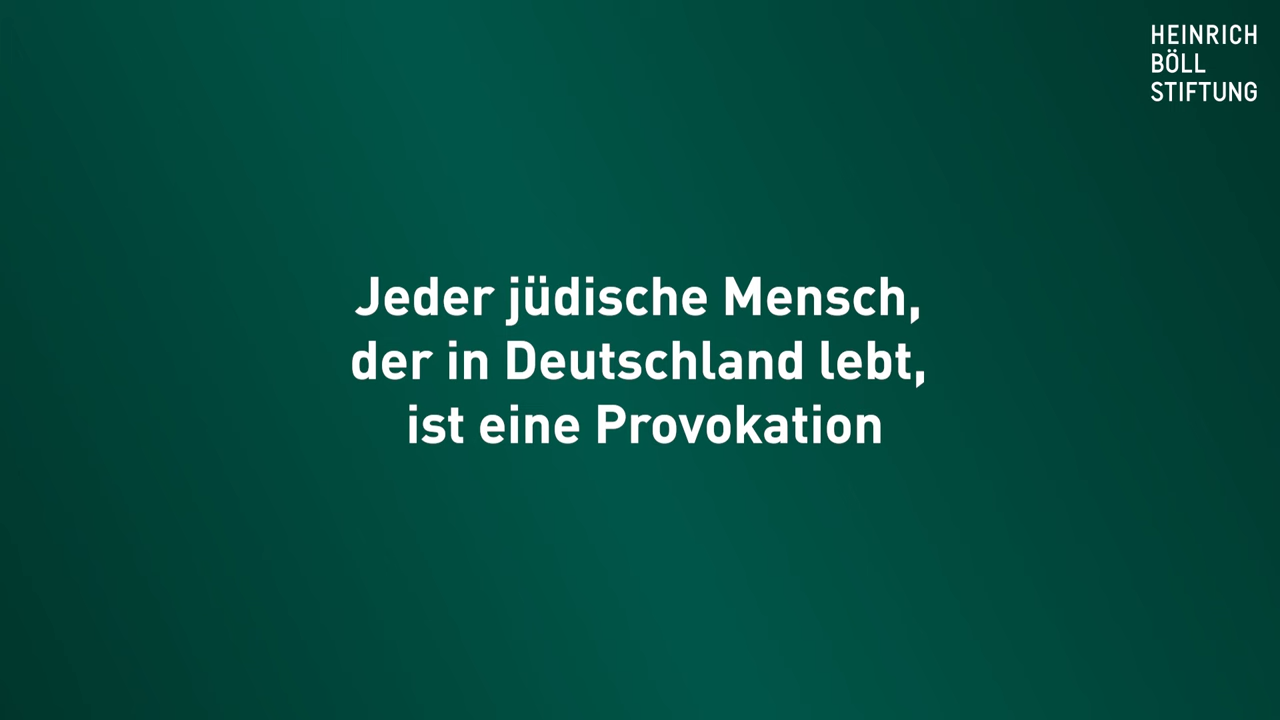 HEINRICH
BÖLL
STIFTUNG
Jeder jüdische Mensch,
der in Deutschland lebt,
ist eine Provokation